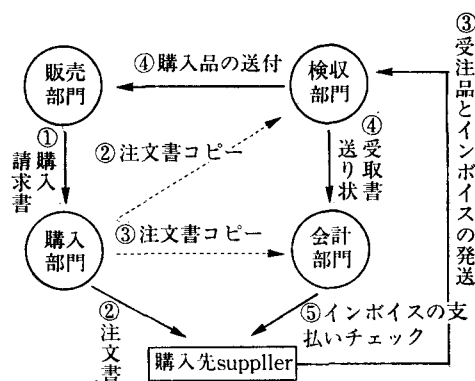 販売
部門
④購入品の送付
検収
部門
③受注品とインボイスの発送
①購入
請求書
②注文書コピー
④受取書
送り状
購入
部門
③注文書コピー
会計
部門
②注文書
⑤インボイスの支
払いチェック
購入先suppller